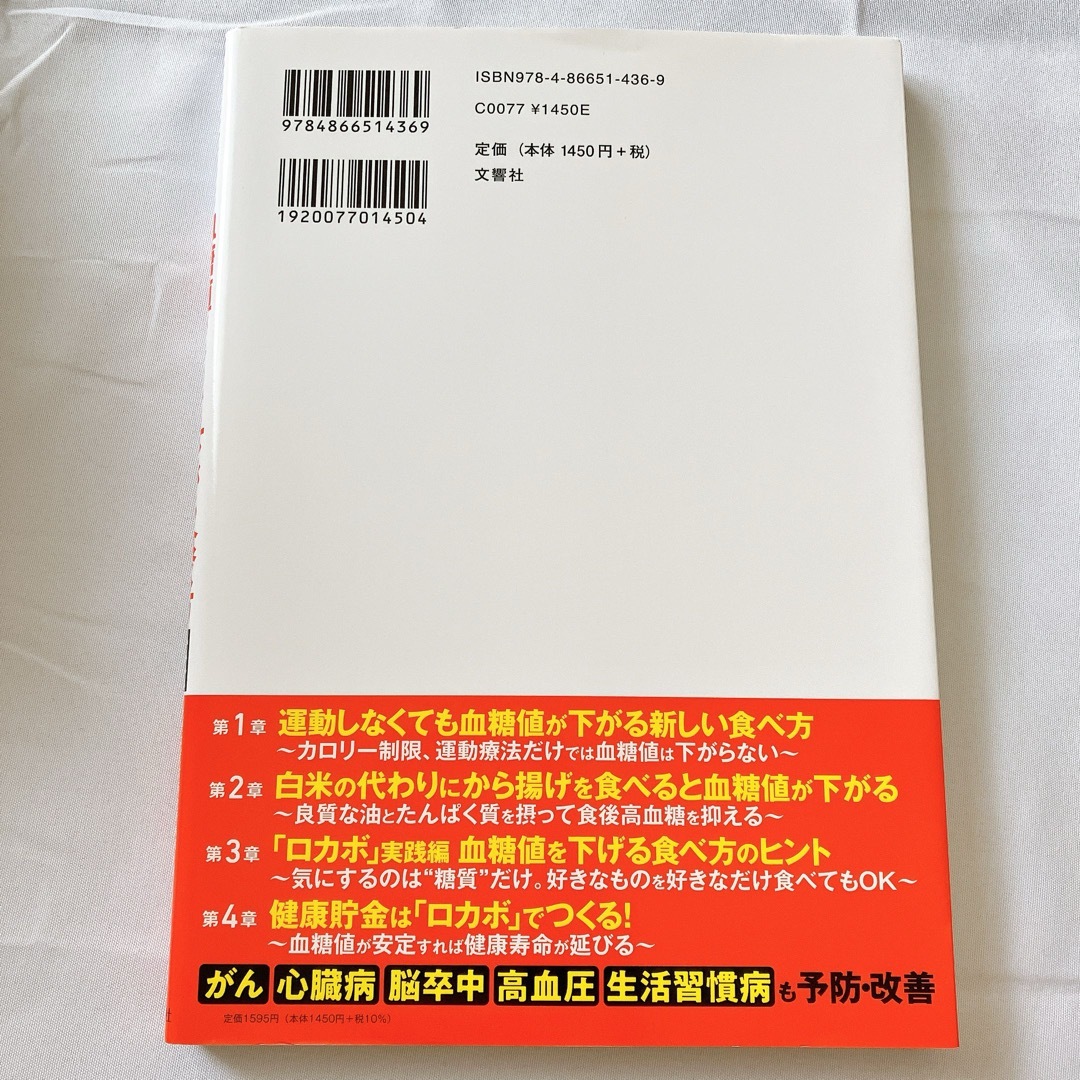 ISBN978-4-86651-436-9
C0077 ¥1450E
定価（本体 1450円＋税）
文響社
9784866514369
1920077014504
第1章 運動しなくても血糖値が下がる新しい食べ方
～カロリー制限、運動療法だけでは血糖値は下がらない～
第2章 白米の代わりにから揚げを食べると血糖値が下がる
～良質な油とたんぱく質を摂って食後高血糖を抑える～
第3章 「ロカボ」実践編 血糖値を下げる食べ方のヒント
～気にするのは“糖質”だけ。好きなものを好きなだけ食べてもOK～
第4章 健康貯金は「ロカボ」でつくる!
～血糖値が安定すれば健康寿命が延びる～
がん 心臓病 脳卒中 高血圧 生活習慣病 も予防・改善
定価1595円（本体1450円＋税10%）